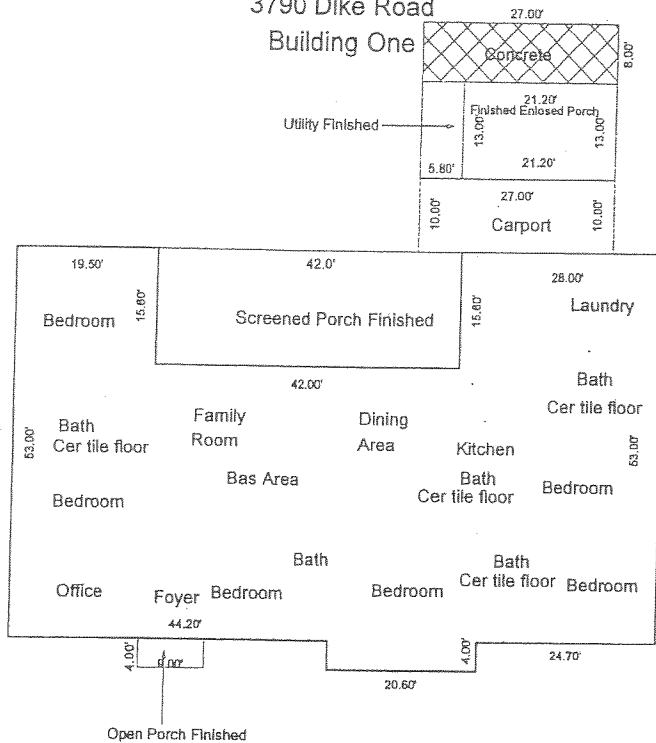 3790 Dike Road
Building One
27.00'
Concrete
8.00'
21.20'
Finished Enlosed Porch
Utility Finished
13.00'
13.00'
5.80'
21.20'
27.00'
10.00'
Carport
10.00'
19.50'
42.0'
28.00'
Bedroom
15.60'
Screened Porch Finished
15.60'
Laundry
42.00'
Bath
Cer tile floor
Family
Room
Dining
Area
Bath
Cer tile floor
53.00'
Kitchen
53.00'
Bas Area
Bath
Cer tile floor
Bedroom
Bedroom
Bath
Bath
Cer tile floor
Office
Foyer
Bedroom
Bedroom
Bedroom
44.20'
4.00'
9.00'
4.00'
24.70'
20.60'
Open Porch Finished